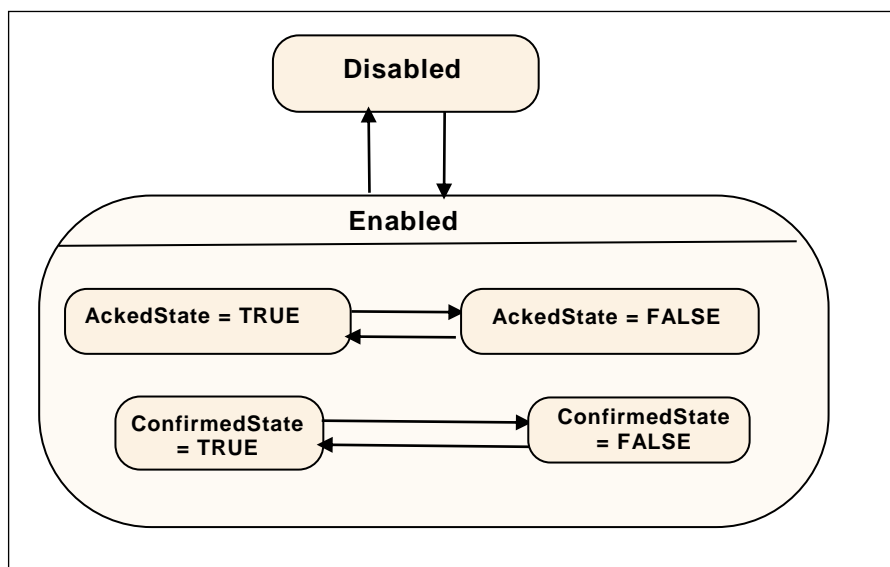 Disabled
Enabled
AckedState = TRUE
AckedState = FALSE
ConfirmedState
= TRUE
ConfirmedState
= FALSE